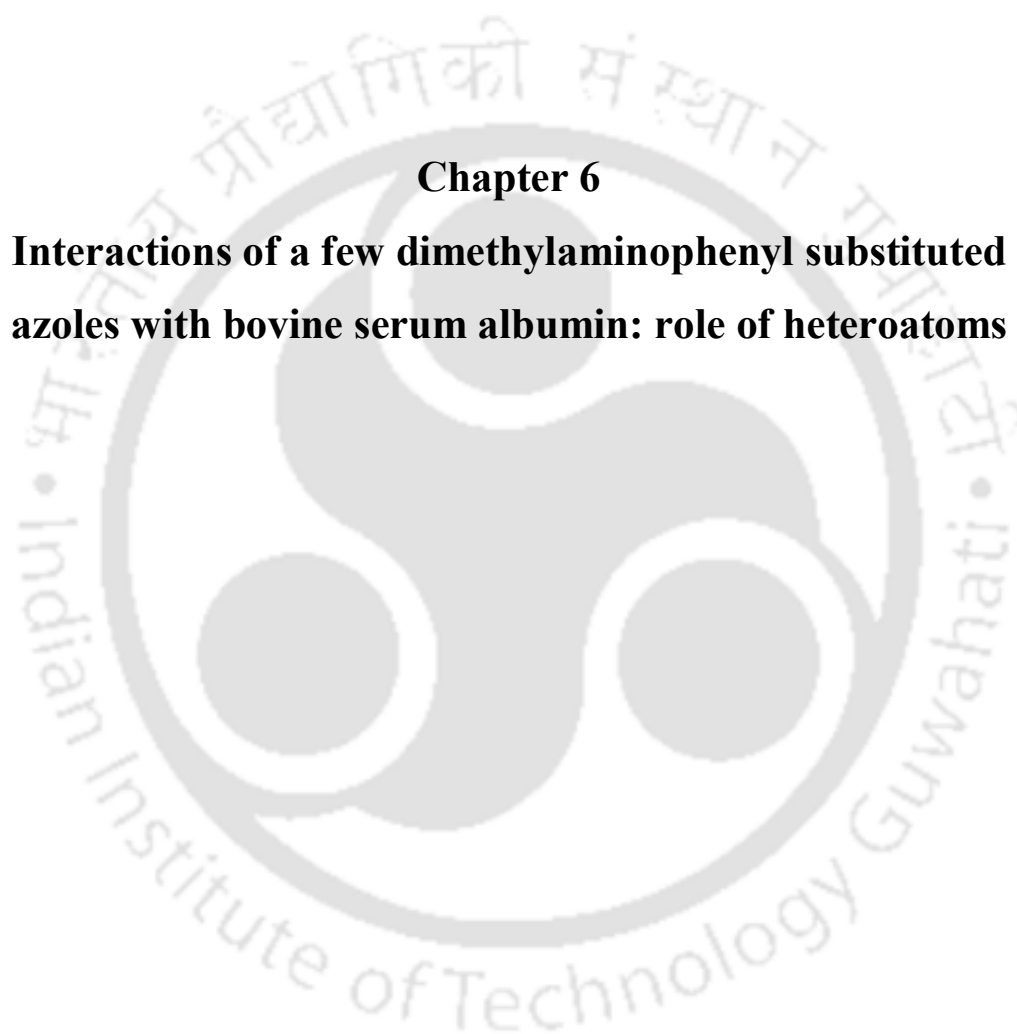 भारतीय प्रौद्योगिकी संस्थान गुवाहाटी
Chapter 6
Interactions of a few dimethylaminophenyl substituted
azoles with bovine serum albumin: role of heteroatoms
• Indian Institute of Technology Guwahati •